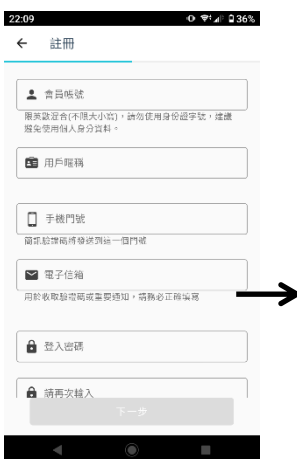 22:09
36%
註冊
會員帳號
限英數混合(不限大小寫)，請勿使用身份證字號，建議
避免使用個人身分資料。
用戶暱稱
手機門號
簡訊驗證碼將發送到這一個門號
電子信箱
用於收取驗證碼或重要通知，請務必正確填寫
登入密碼
請再次輸入
下一步